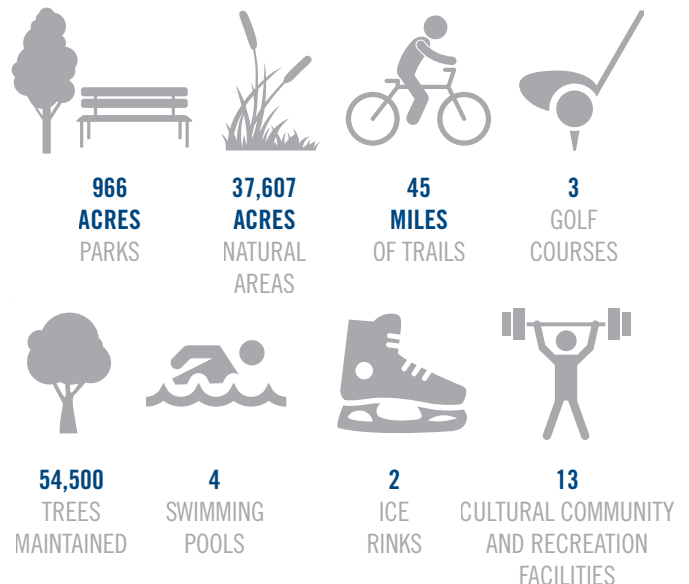 966
ACRES
PARKS
37,607
ACRES
NATURAL
AREAS
45
MILES
OF TRAILS
3
GOLF
COURSES
54,500
TREES
MAINTAINED
4
SWIMMING
POOLS
2
ICE
RINKS
13
CULTURAL COMMUNITY
AND RECREATION
FACILITIES